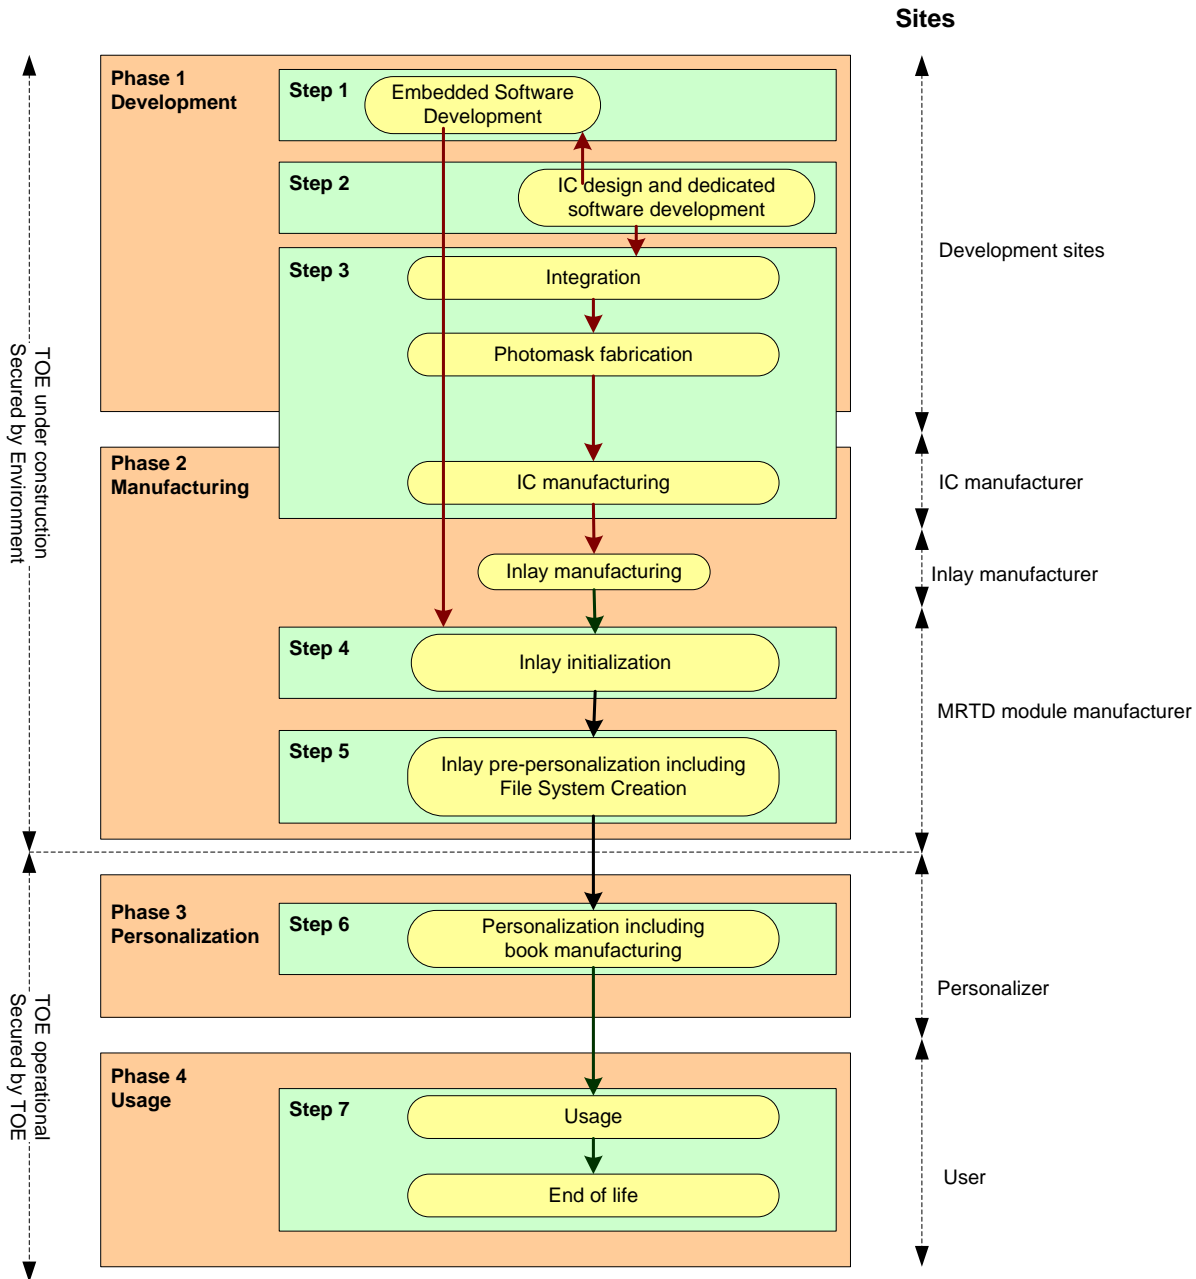 Sites
Phase 1
Development
Step 1
Embedded Software
Development
Step 2
IC design and dedicated
software development
Step 3
Integration
Development sites
Photomask fabrication
TOE under construction
Secured by Environment
Phase 2
Manufacturing
IC manufacturing
IC manufacturer
Inlay manufacturing
Inlay manufacturer
Step 4
Inlay initialization
MRTD module manufacturer
Step 5
Inlay pre-personalization including
File System Creation
Phase 3
Personalization
Step 6
Personalization including
book manufacturing
Personalizer
TOE operational
Secured by TOE
Phase 4
Usage
Step 7
Usage
End of life
User